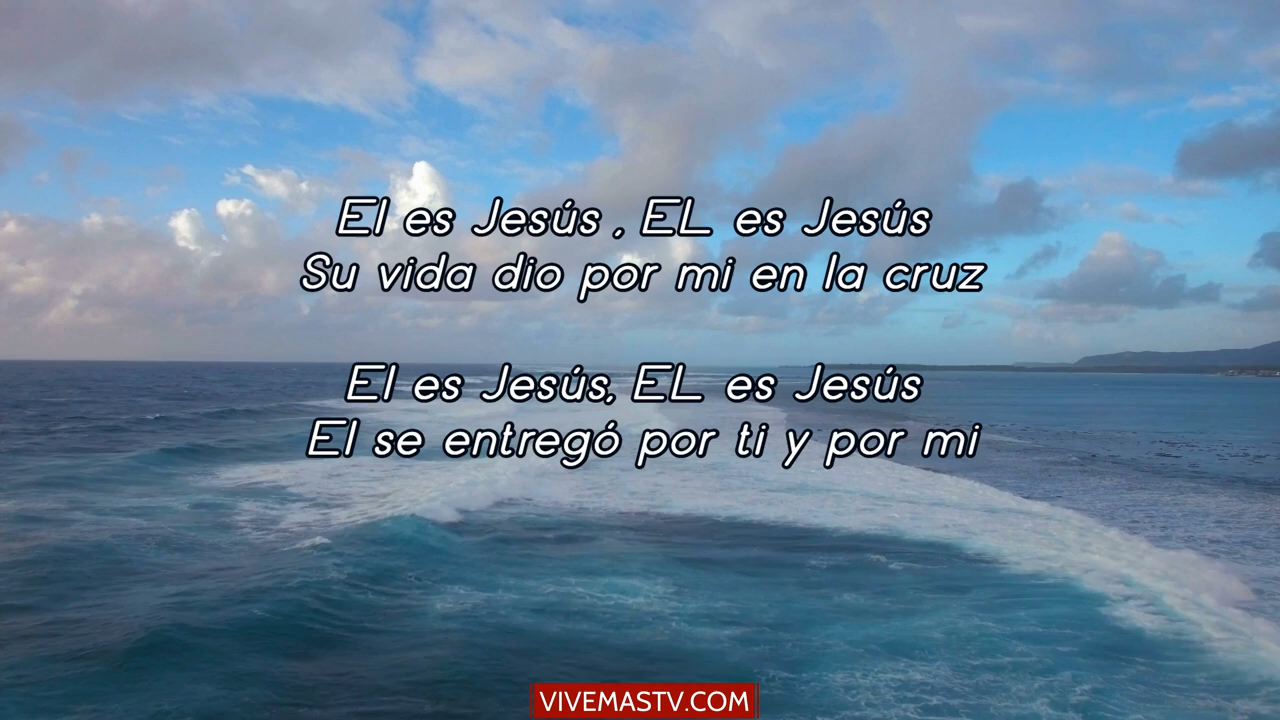 El es Jesús , EL es Jesús
Su vida dio por mi en la cruz
El es Jesús, EL es Jesús
El se entregó por ti y por mi
VIVEMASTV.COM